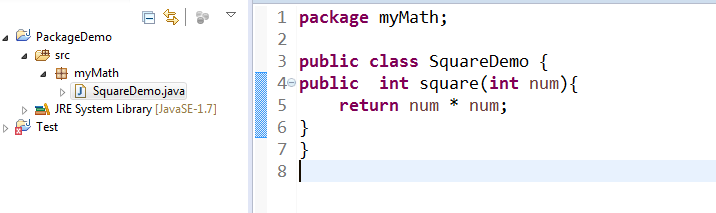 PackageDemo
src
myMath
SquareDemo.java
JRE System Library [JavaSE-1.7]
Test
1 package myMath;
2
3 public class SquareDemo {
4 public  int square(int num){
5     return num * num;
6 }
7 }
8